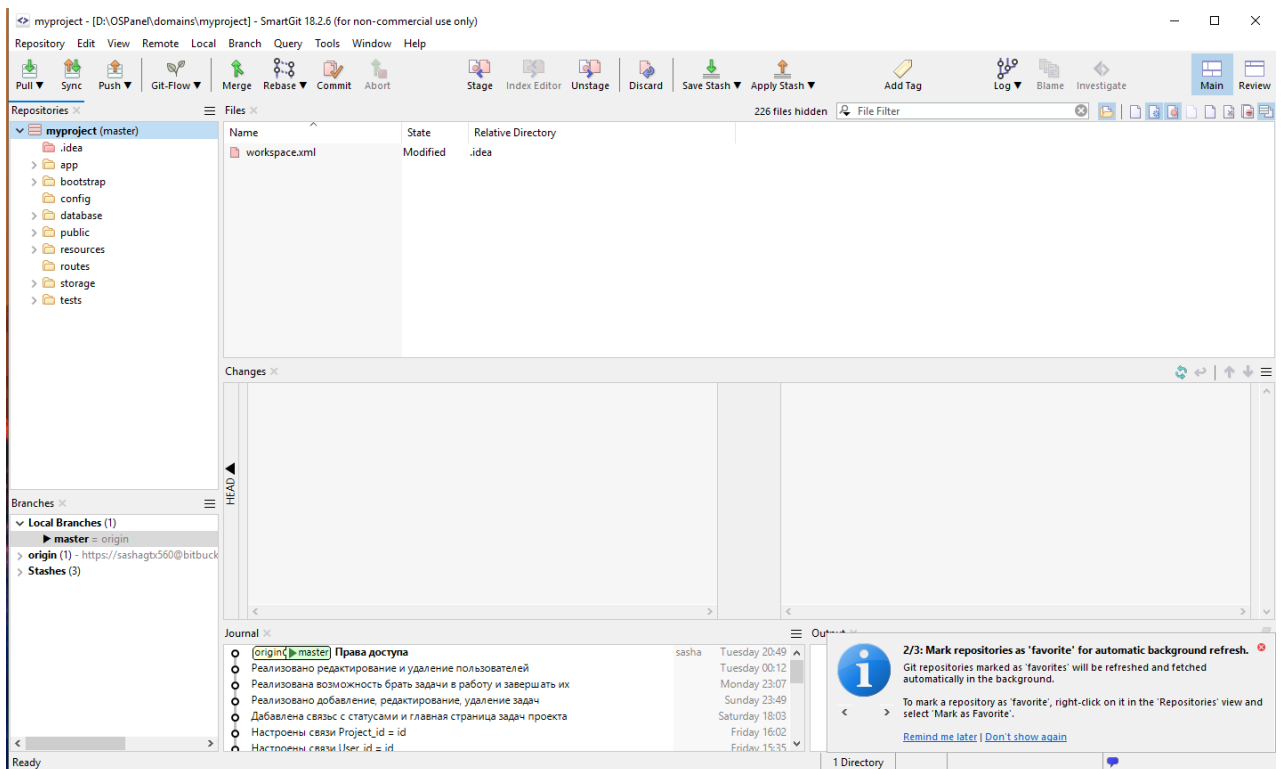 myproject - [D:\OSPanel\domains\myproject] - SmartGit 18.2.6 (for non-commercial use only)
Repository Edit View Remote Local Branch Query Tools Window Help
Pull ▼ Sync Push ▼ Git-Flow ▼ Merge Rebase ▼ Commit Abort Stage Index Editor Unstage Discard Save Stash ▼ Apply Stash ▼ Add Tag Log ▼ Blame Investigate Main Review
Repositories
myproject (master)
.idea
app
bootstrap
config
database
public
resources
routes
storage
tests
Files
226 files hidden File Filter
Name State Relative Directory
workspace.xml Modified .idea
Changes
HEAD
Branches
Local Branches (1)
master = origin
origin (1) - https://sashagtx560@bitbuck
Stashes (3)
Journal
origin master Права доступа sasha Tuesday 20:49
Реализовано редактирование и удаление пользователей Tuesday 00:12
Реализована возможность брать задачи в работу и завершать их Monday 23:07
Реализовано добавление, редактирование, удаление задач Sunday 23:49
Дабавлена связьс с статусами и главная страница задач проекта Saturday 18:03
Настроены связи Project_id = id Friday 16:02
Настроены связи User_id = id Friday 15:35
Output
2/3: Mark repositories as 'favorite' for automatic background refresh.
Git repositories marked as 'favorites' will be refreshed and fetched
automatically in the background.
To mark a repository as 'favorite', right-click on it in the 'Repositories' view and
select 'Mark as Favorite'.
Remind me later | Don't show again
Ready
1 Directory